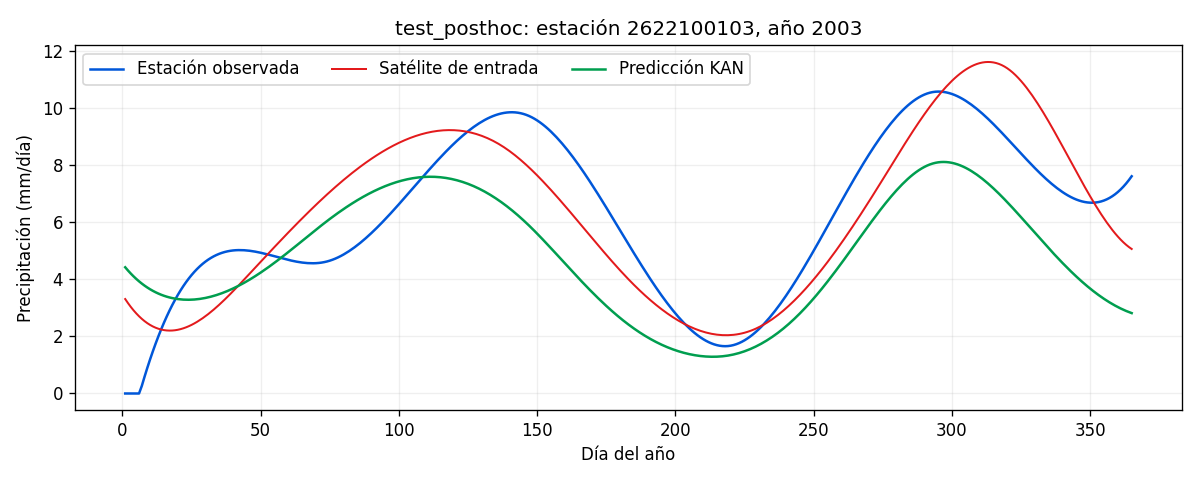 test_posthoc: estación 2622100103, año 2003
Estación observada
Satélite de entrada
Predicción KAN
Precipitación (mm/día)
12
10
8
6
4
2
0
0
50
100
150
200
250
300
350
Día del año